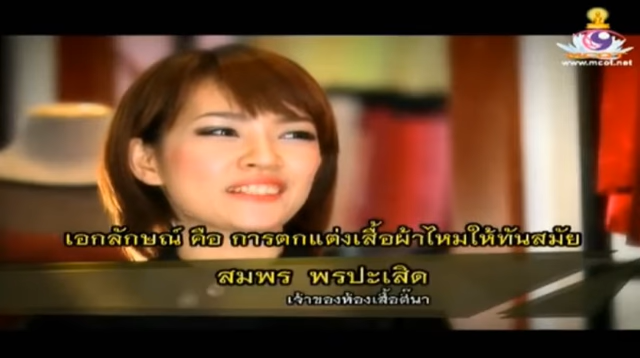 www.mcot.net
เอกลักษณ์ คือ การตกแต่งเสื้อผ้าไหมให้ทันสมัย
สมพร พรปะเสิด
เจ้าของห้องเสื้อตี๊นา